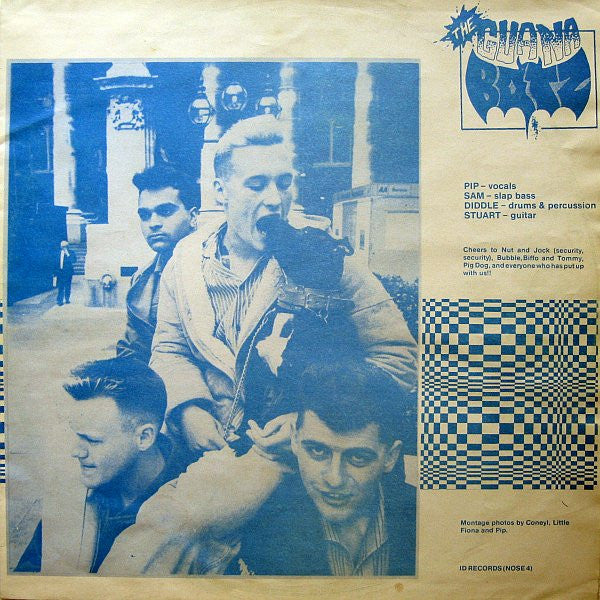 THE
GUANA
BATZ
PIP – vocals
SAM – slap bass
DIDDLE – drums & percussion
STUART – guitar
Cheers to Nut and Jock (security,
security), Bubble,Biffo and Tommy,
Pig Dog, and everyone who has put up
with us!!
Montage photos by Coneyl, Little
Fiona and Pip.
ID RECORDS (NOSE 4)
AA